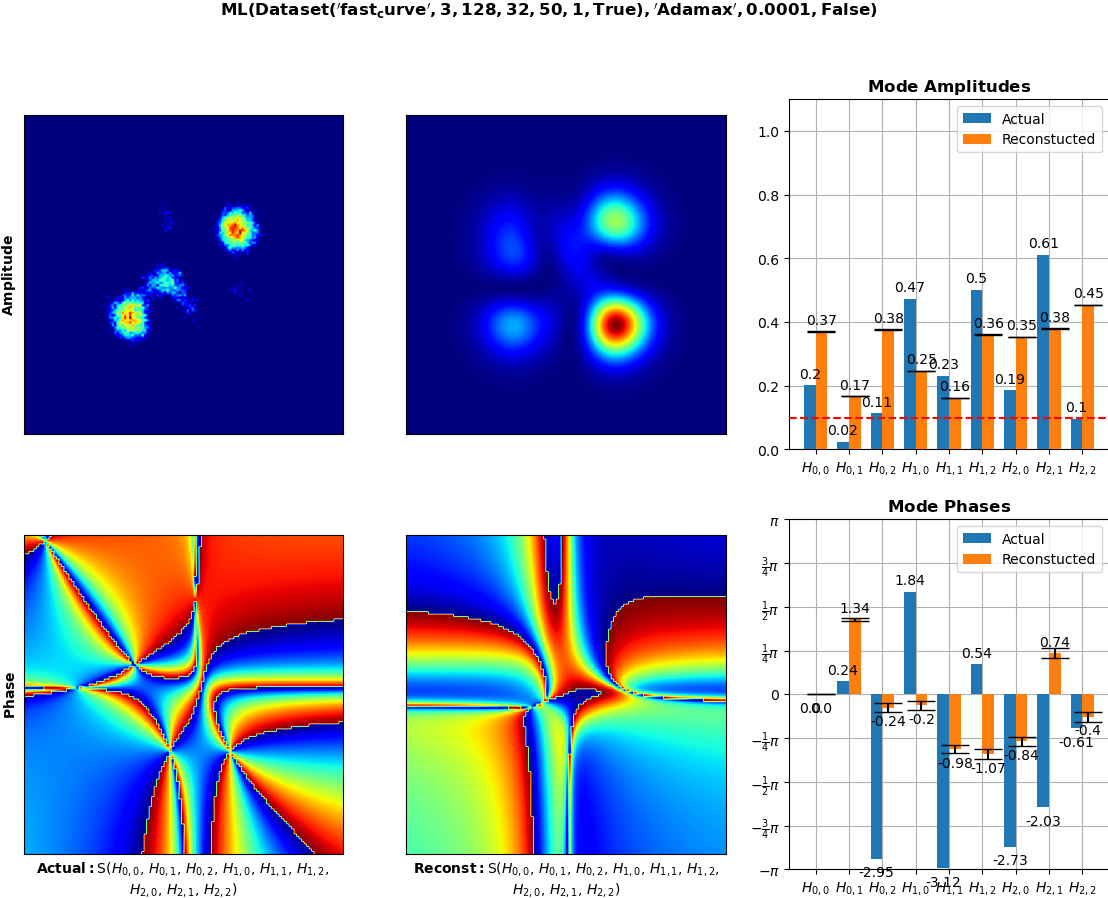 ML(Dataset('fast_curve', 3, 128, 32, 50, 1, True), 'Adamax', 0.0001, False)
Amplitude
Mode Amplitudes
Actual
Reconstucted
1.0
0.8
0.6
0.4
0.2
0.0
0.2
0.37
0.02
0.17
0.11
0.38
0.47
0.25
0.23
0.16
0.5
0.36
0.19
0.35
0.61
0.38
0.1
0.45
H0,0 H0,1 H0,2 H1,0 H1,1 H1,2 H2,0 H2,1 H2,2
Phase
Actual: S(H0,0, H0,1, H0,2, H1,0, H1,1, H1,2,
H2,0, H2,1, H2,2)
Reconst: S(H0,0, H0,1, H0,2, H1,0, H1,1, H1,2,
H2,0, H2,1, H2,2)
Mode Phases
Actual
Reconstucted
π
3/4π
1/2π
1/4π
0
−1/4π
−1/2π
−3/4π
−π
0.0
0.0
0.24
1.34
-2.95
-0.24
1.84
-0.2
-3.12
-0.98
0.54
-1.07
-2.73
-0.84
-2.03
0.74
-0.61
-0.4
H0,0 H0,1 H0,2 H1,0 H1,1 H1,2 H2,0 H2,1 H2,2